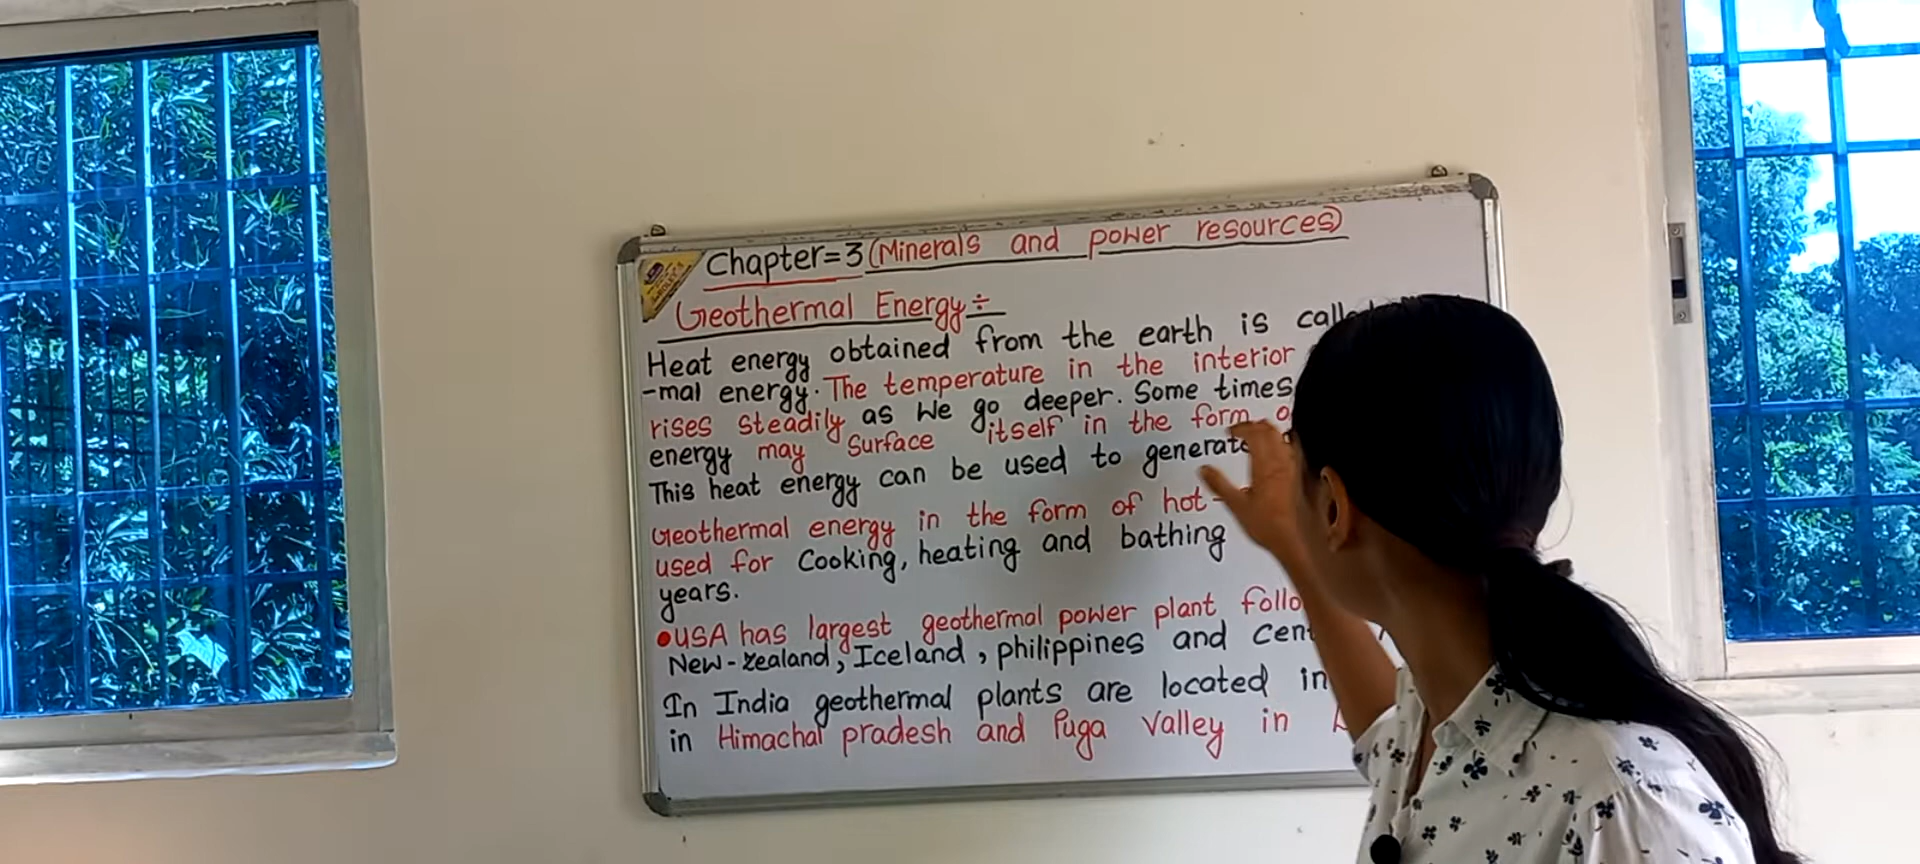 Chapter=3 (Minerals and power resources)
Geothermal Energy÷
Heat energy obtained from the earth is
-mal energy. The temperature in the interior
rises steadily as we go deeper. Some times
energy may Surface itself in the form
This heat energy can be used to generate
Geothermal energy in the form of hot
used for Cooking, heating and bathing
years.
•USA has largest geothermal power plant
New-zealand, Iceland, philippines and
In India geothermal plants are located in
in Himachal pradesh and Puga Valley in